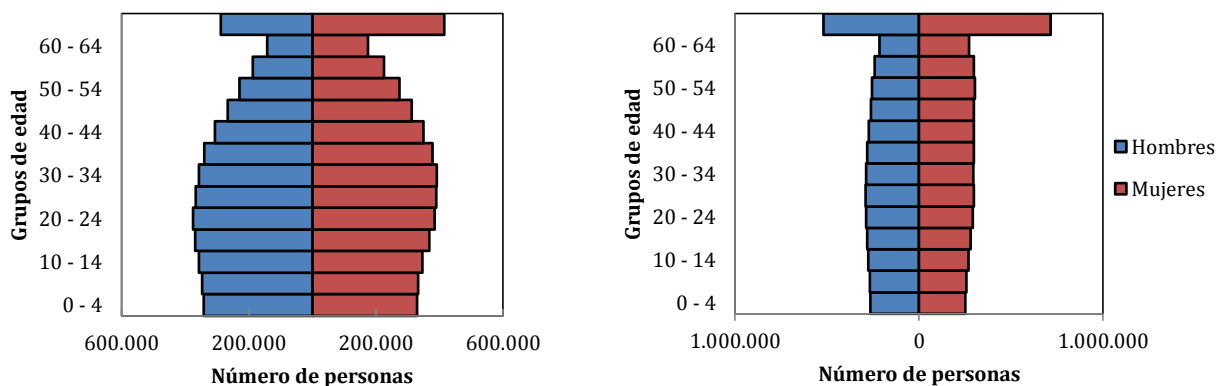 Grupos de edad
60 - 64
50 - 54
40 - 44
30 - 34
20 - 24
10 - 14
0 - 4
600.000 200.000 200.000 600.000
Número de personas
Grupos de edad
60 - 64
50 - 54
40 - 44
30 - 34
20 - 24
10 - 14
0 - 4
1.000.000 0 1.000.000
Número de personas
Hombres
Mujeres